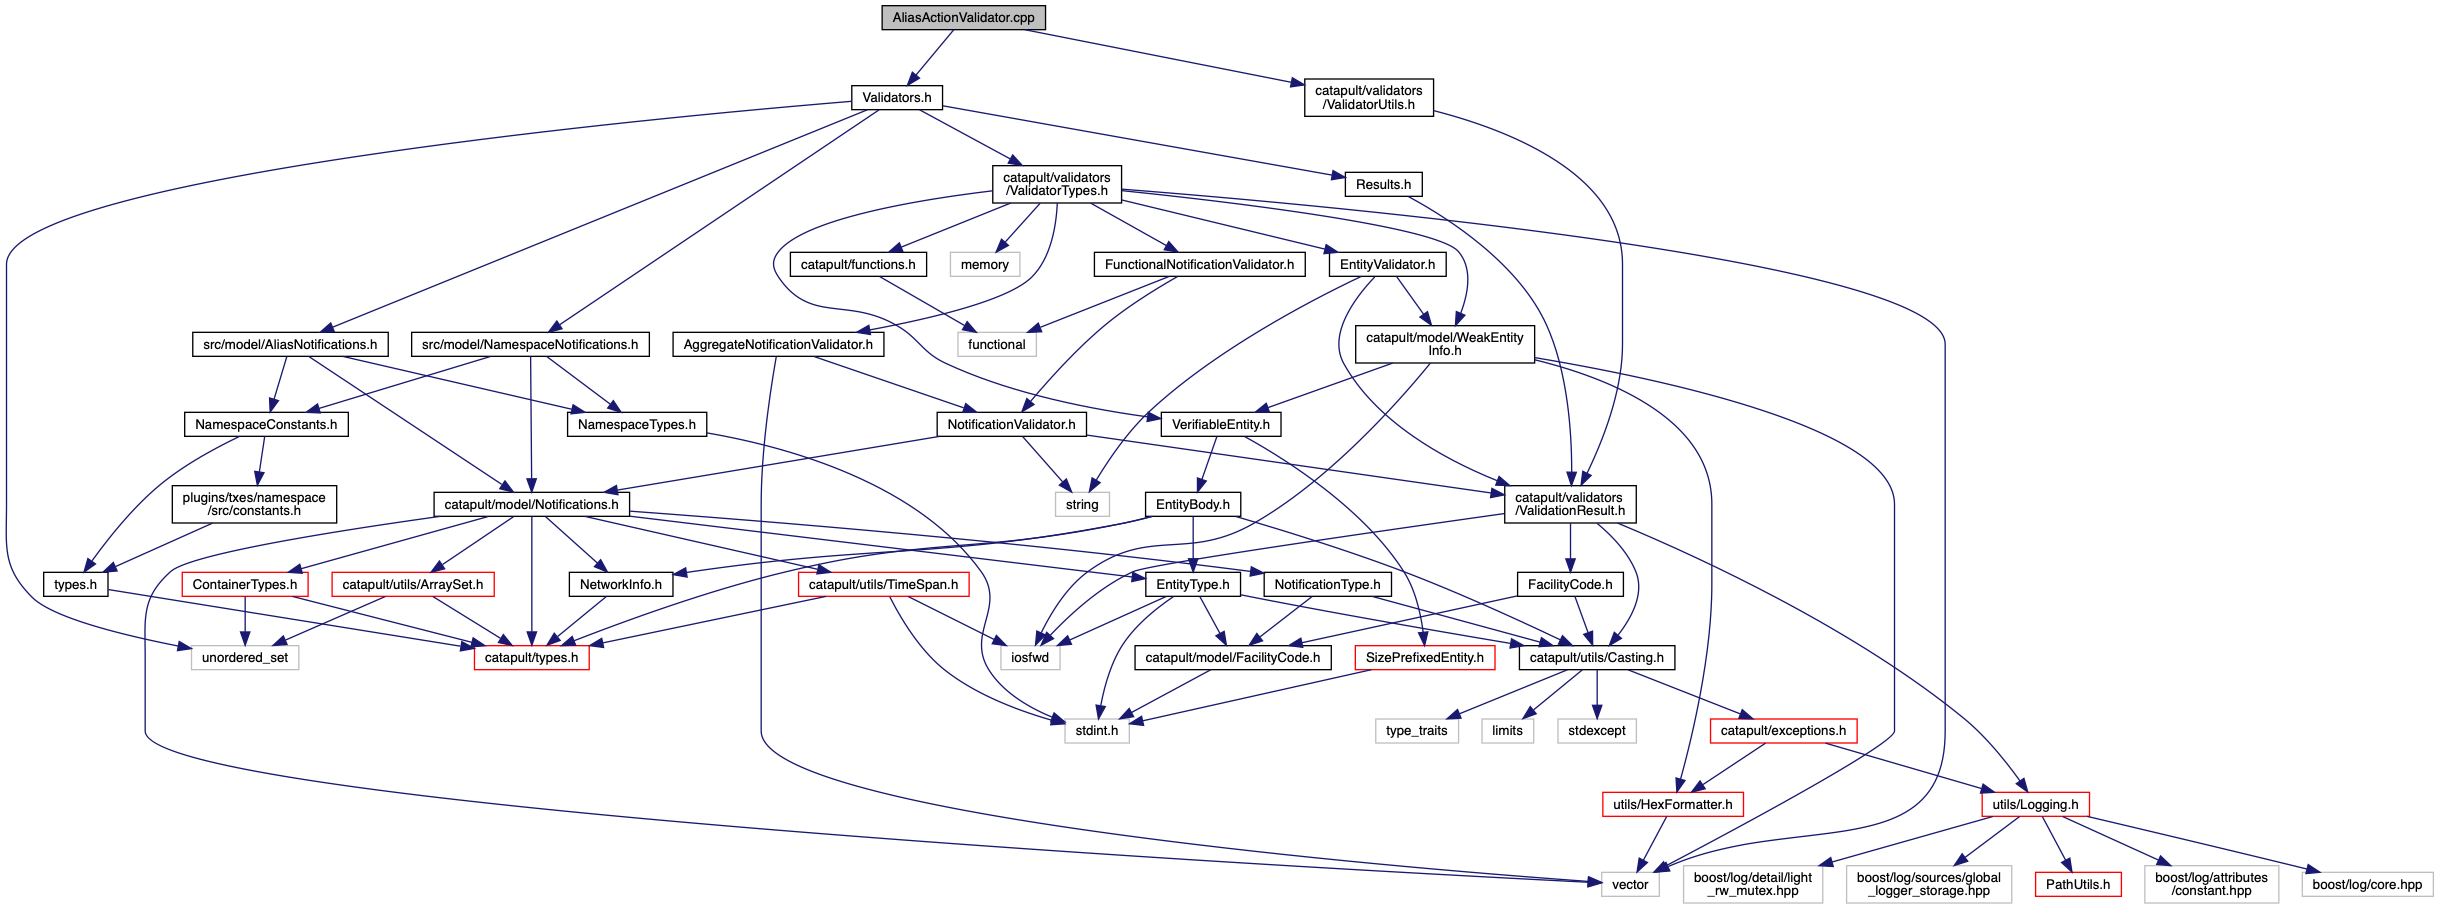 AliasActionValidator.cpp
Validators.h
catapult/validators
/ValidatorUtils.h
catapult/validators
/ValidatorTypes.h
Results.h
catapult/functions.h
memory
FunctionalNotificationValidator.h
EntityValidator.h
src/model/AliasNotifications.h
src/model/NamespaceNotifications.h
AggregateNotificationValidator.h
functional
catapult/model/WeakEntity
Info.h
NamespaceConstants.h
NamespaceTypes.h
NotificationValidator.h
VerifiableEntity.h
plugins/txes/namespace
/src/constants.h
catapult/model/Notifications.h
string
EntityBody.h
catapult/validators
/ValidationResult.h
types.h
ContainerTypes.h
catapult/utils/ArraySet.h
NetworkInfo.h
catapult/utils/TimeSpan.h
EntityType.h
NotificationType.h
FacilityCode.h
unordered_set
catapult/types.h
iosfwd
catapult/model/FacilityCode.h
SizePrefixedEntity.h
catapult/utils/Casting.h
stdint.h
type_traits
limits
stdexcept
catapult/exceptions.h
utils/HexFormatter.h
utils/Logging.h
vector
boost/log/detail/light
_rw_mutex.hpp
boost/log/sources/global
_logger_storage.hpp
PathUtils.h
boost/log/attributes
/constant.hpp
boost/log/core.hpp